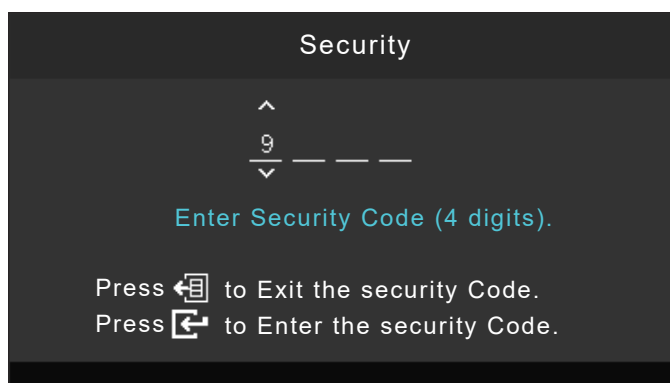 Security
9
Enter Security Code (4 digits).
Press to Exit the security Code.
Press to Enter the security Code.